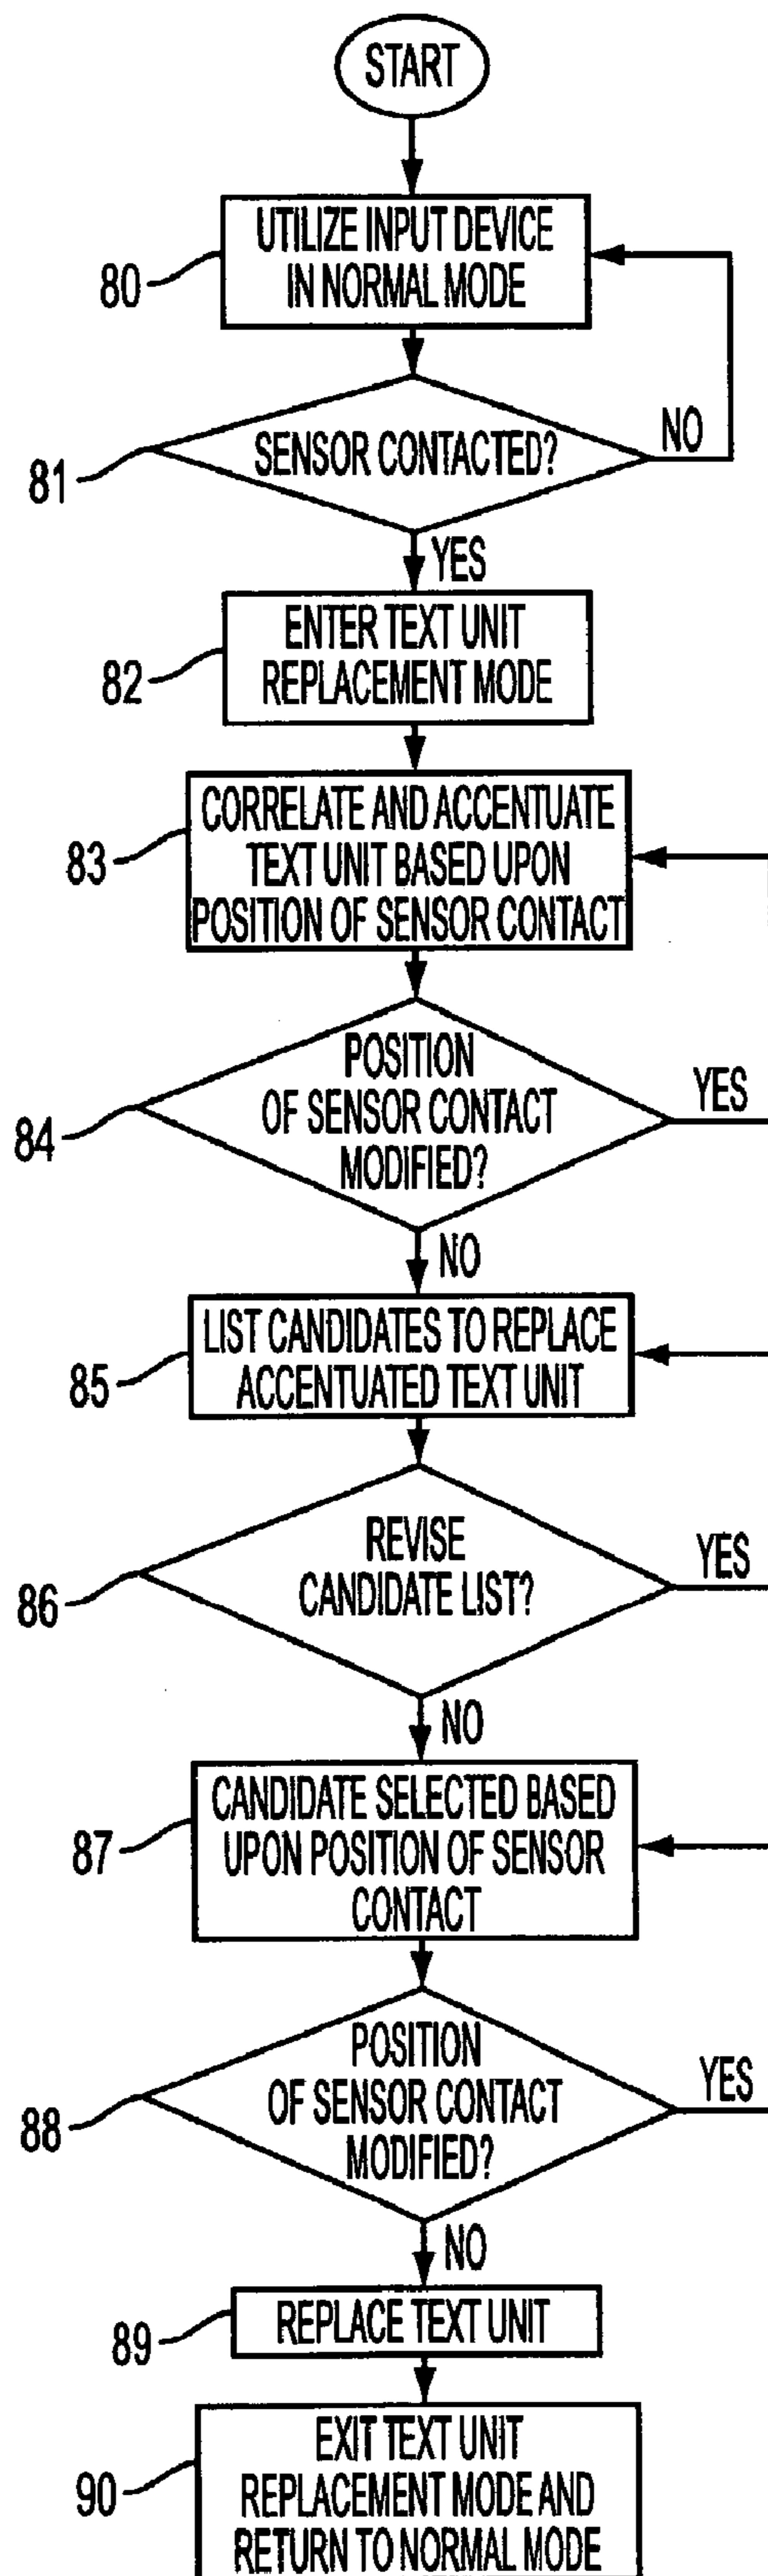 START
UTILIZE INPUT DEVICE
IN NORMAL MODE
80
SENSOR CONTACTED?
NO
81
YES
ENTER TEXT UNIT
REPLACEMENT MODE
82
CORRELATE AND ACCENTUATE
TEXT UNIT BASED UPON
POSITION OF SENSOR CONTACT
83
POSITION
OF SENSOR CONTACT
MODIFIED?
YES
84
NO
LIST CANDIDATES TO REPLACE
ACCENTUATED TEXT UNIT
85
REVISE
CANDIDATE LIST?
YES
86
NO
CANDIDATE SELECTED BASED
UPON POSITION OF SENSOR
CONTACT
87
POSITION
OF SENSOR CONTACT
MODIFIED?
YES
88
NO
REPLACE TEXT UNIT
89
EXIT TEXT UNIT
REPLACEMENT MODE AND
RETURN TO NORMAL MODE
90